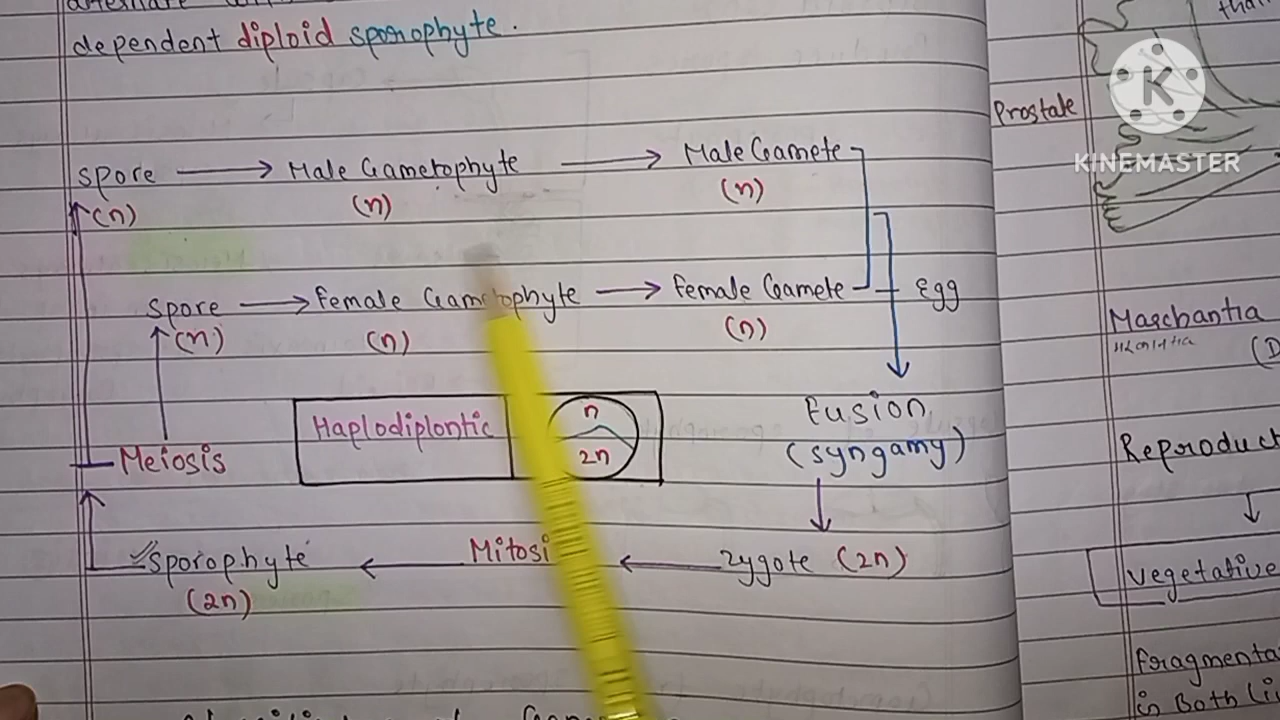 dependent diploid sporophyte.
spore → Male Gametophyte → Male Gamete
(n) (n) (n)
spore → female Gametophyte → female Gamete Egg
(n) (n) (n)
Haplodiplontic n
2n
Fusion
(syngamy)
Meiosis
sporophyte ← Mitosi ← zygote (2n)
(2n)
Prostate
KINEMASTER
Marchantia
Reproduct
vegetative
fragmenta
in Both (i